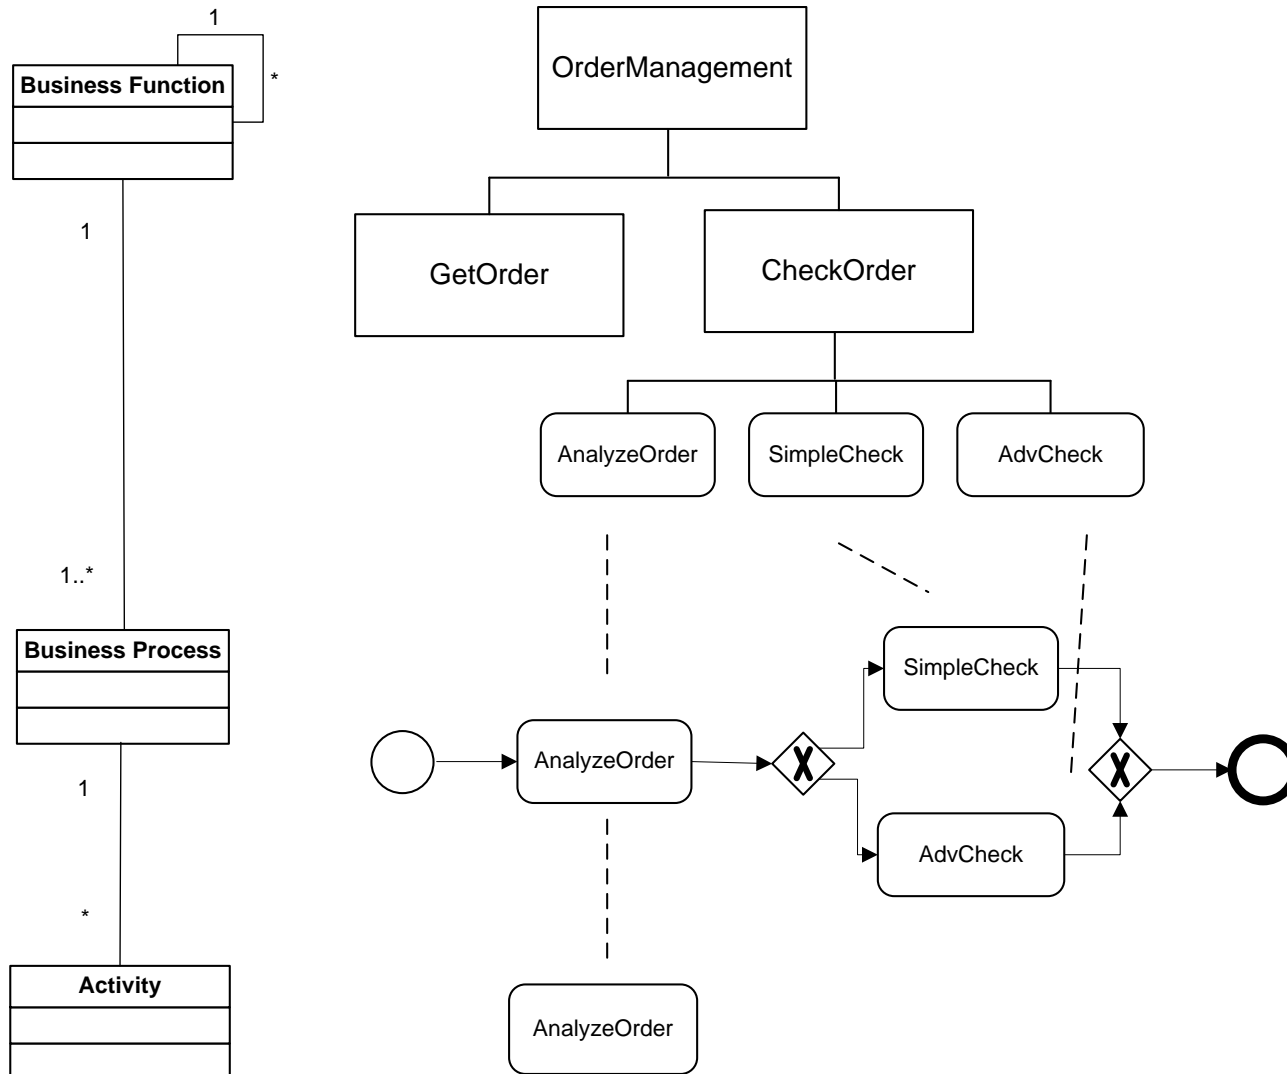 1
*
Business Function
OrderManagement
1
GetOrder
CheckOrder
AnalyzeOrder
SimpleCheck
AdvCheck
1..*
Business Process
SimpleCheck
AnalyzeOrder
X
X
1
AdvCheck
*
Activity
AnalyzeOrder